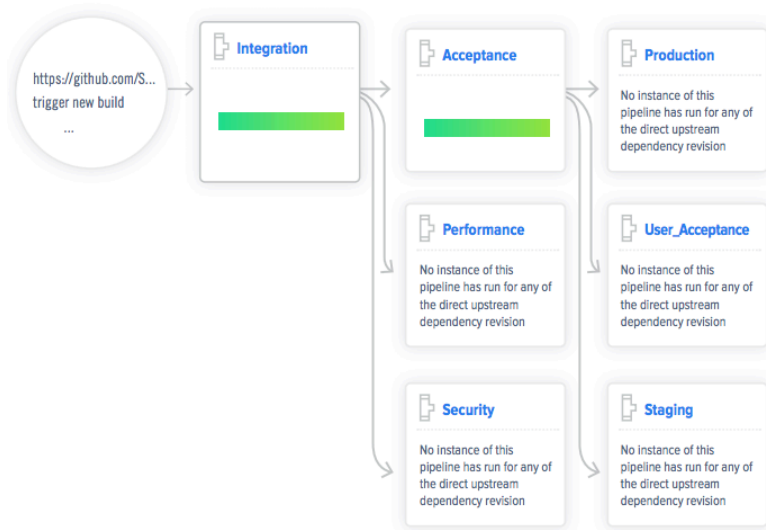 https://github.com/S...
trigger new build
...
Integration
Acceptance
Production
No instance of this
pipeline has run for any of
the direct upstream
dependency revision
Performance
No instance of this
pipeline has run for any of
the direct upstream
dependency revision
User_Acceptance
No instance of this
pipeline has run for any of
the direct upstream
dependency revision
Security
No instance of this
pipeline has run for any of
the direct upstream
dependency revision
Staging
No instance of this
pipeline has run for any of
the direct upstream
dependency revision